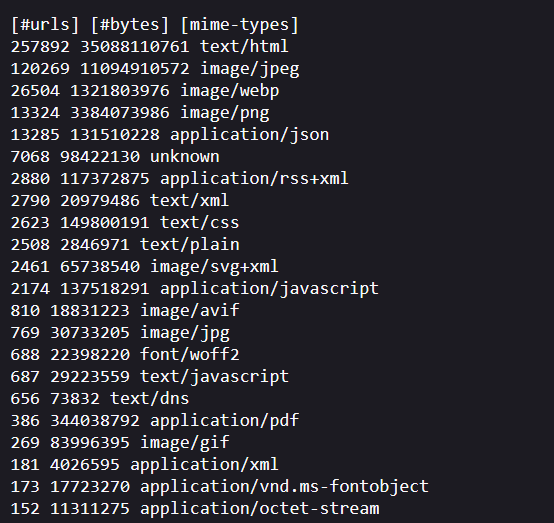 [#urls] [#bytes] [mime-types]
257892 35088110761 text/html
120269 11094910572 image/jpeg
26504 1321803976 image/webp
13324 3384073986 image/png
13285 131510228 application/json
7068 98422130 unknown
2880 117372875 application/rss+xml
2790 20979486 text/xml
2623 149800191 text/css
2508 2846971 text/plain
2461 65738540 image/svg+xml
2174 137518291 application/javascript
810 18831223 image/avif
769 30733205 image/jpg
688 22398220 font/woff2
687 29223559 text/javascript
656 73832 text/dns
386 344038792 application/pdf
269 83996395 image/gif
181 4026595 application/xml
173 17723270 application/vnd.ms-fontobject
152 11311275 application/octet-stream